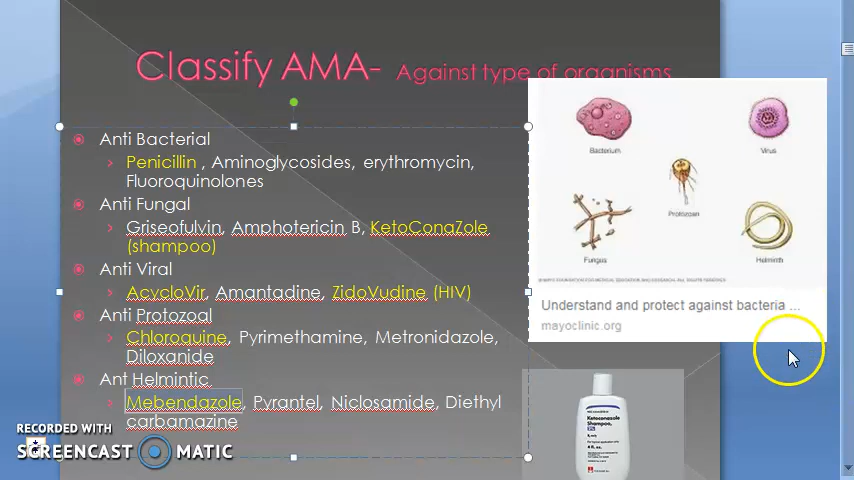 Classify AMA- Against type of organisms
Anti Bacterial
Penicillin , Aminoglycosides, erythromycin,
Fluoroquinolones
Anti Fungal
Griseofulvin, Amphotericin B, KetoConaZole
(shampoo)
Anti Viral
AcycloVir, Amantadine, ZidoVudine (HIV)
Anti Protozoal
Chloroquine, Pyrimethamine, Metronidazole,
Diloxanide
Ant Helmintic
Mebendazole, Pyrantel, Niclosamide, Diethyl
carbamazine
Bacterium
Virus
Protozoan
Fungus
Helminth
Understand and protect against bacteria ...
mayoclinic.org
Ketoconazole
Shampoo,
RECORDED WITH
SCREENCAST MATIC